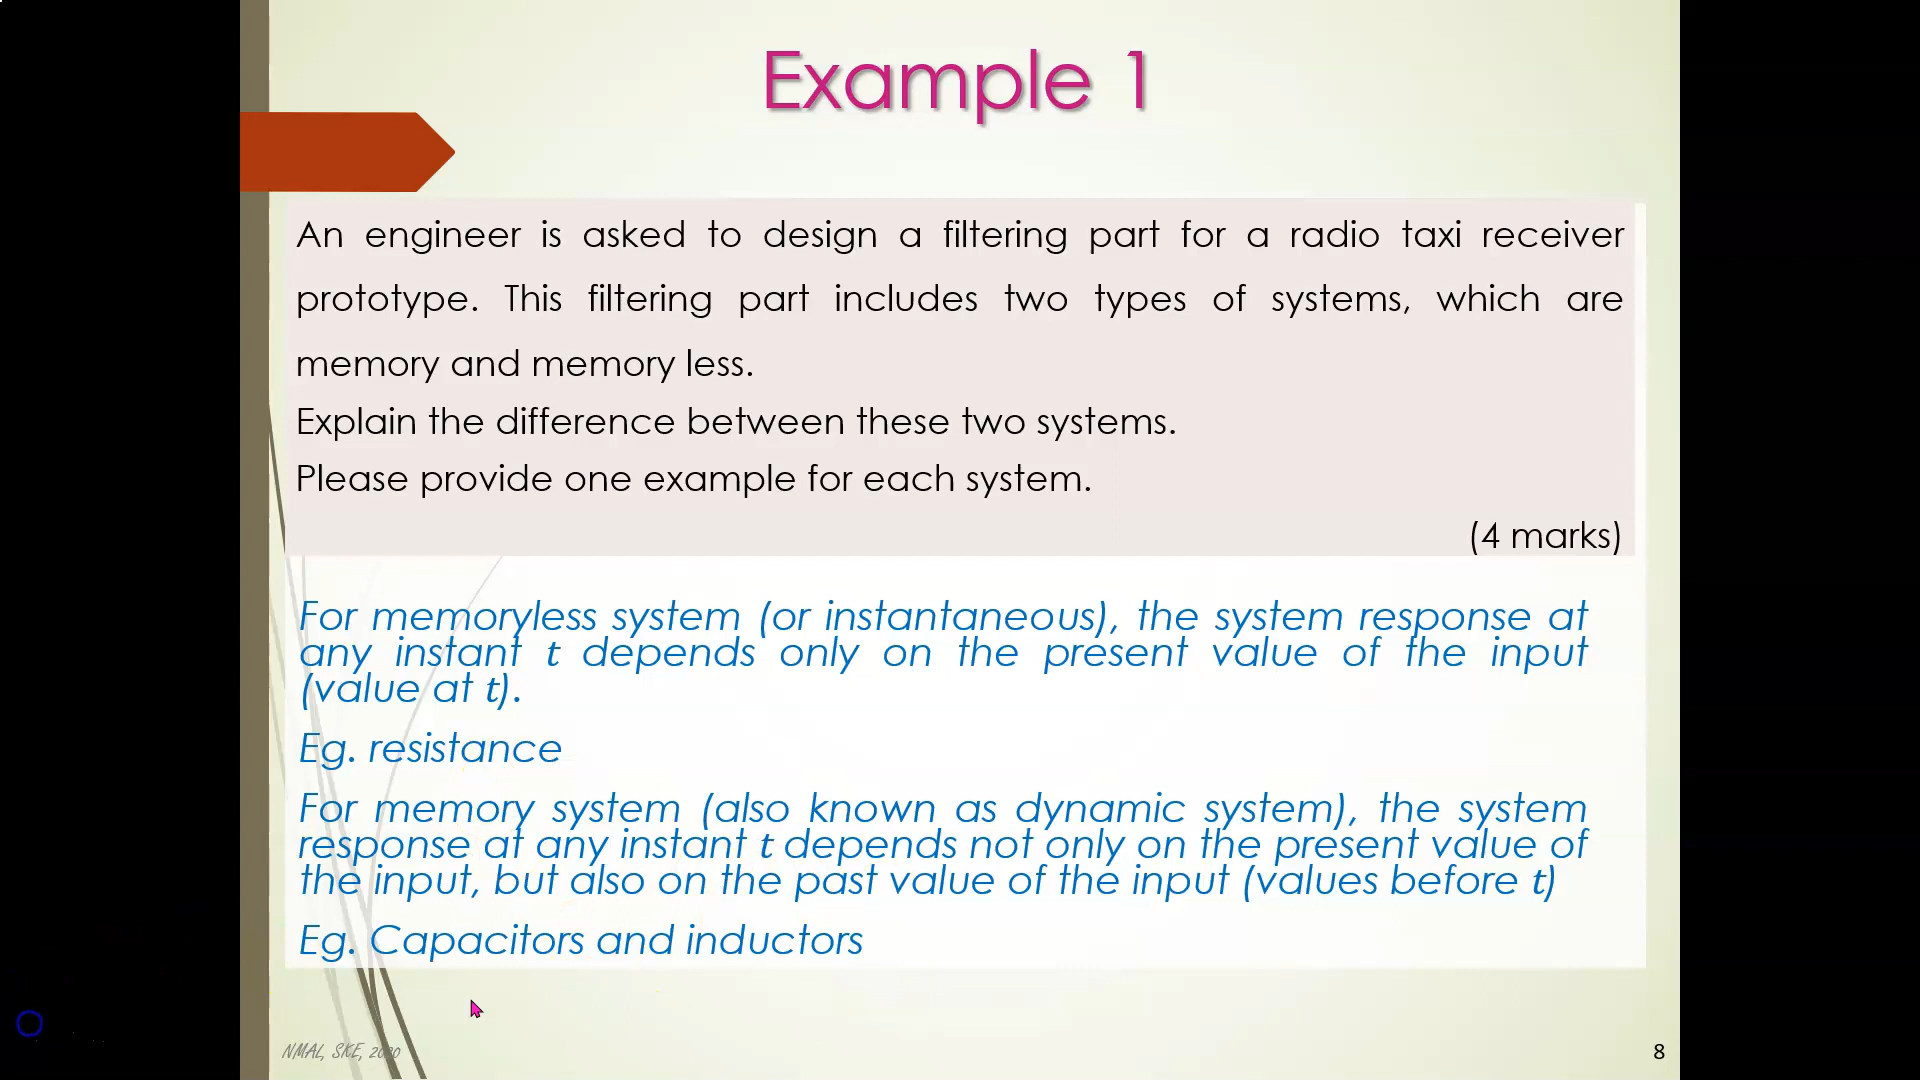 Example 1
An engineer is asked to design a filtering part for a radio taxi receiver
prototype. This filtering part includes two types of systems, which are
memory and memory less.
Explain the difference between these two systems.
Please provide one example for each system.
(4 marks)
For memoryless system (or instantaneous), the system response at
any instant t depends only on the present value of the input
(value at t).
Eg. resistance
For memory system (also known as dynamic system), the system
response at any instant t depends not only on the present value of
the input, but also on the past value of the input (values before t)
Eg. Capacitors and inductors
NMAL, SKE, 2020
8